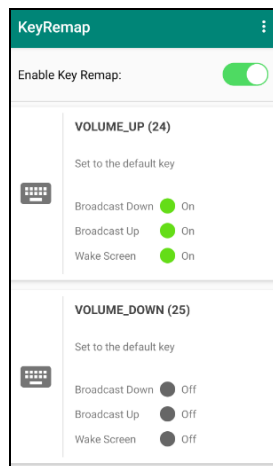 KeyRemap
Enable Key Remap:
VOLUME_UP (24)
Set to the default key
Broadcast Down On
Broadcast Up On
Wake Screen On
VOLUME_DOWN (25)
Set to the default key
Broadcast Down Off
Broadcast Up Off
Wake Screen Off